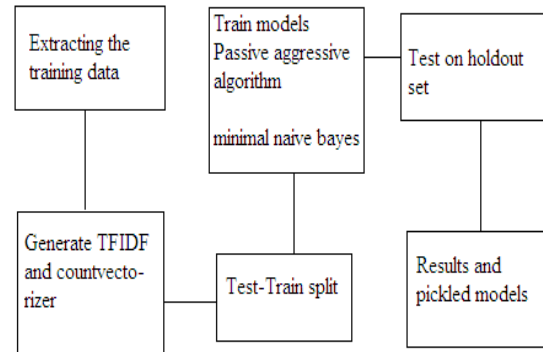 Extracting the
training data
Generate TFIDF
and countvecto-
rizer
Test-Train split
Train models
Passive aggressive
algorithm
minimal naive bayes
Test on holdout
set
Results and
pickled models